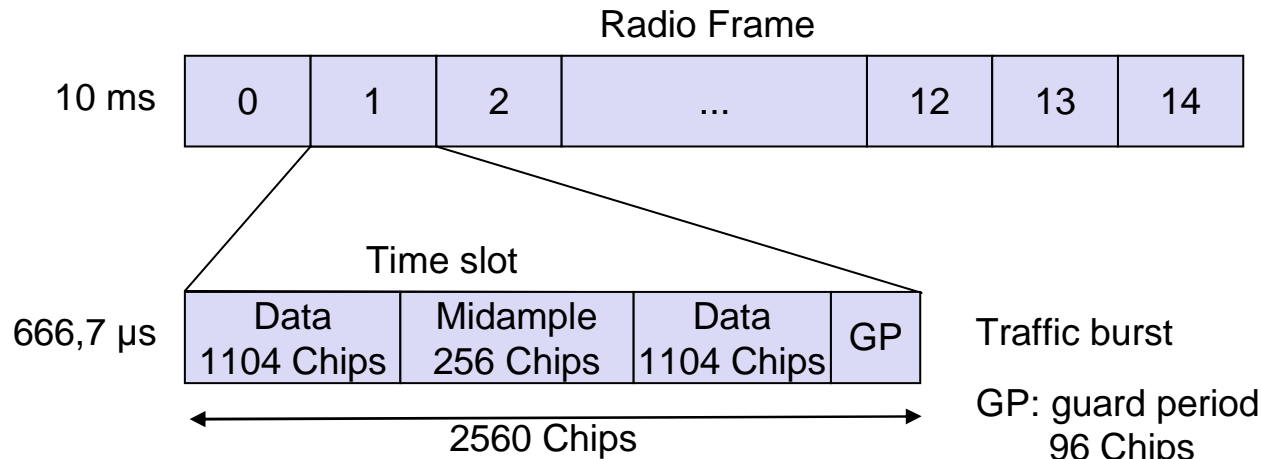 Radio Frame
10 ms 0 1 2 ... 12 13 14
Time slot
666,7 µs Data Midample Data GP Traffic burst
1104 Chips 256 Chips 1104 Chips
2560 Chips
GP: guard period
96 Chips